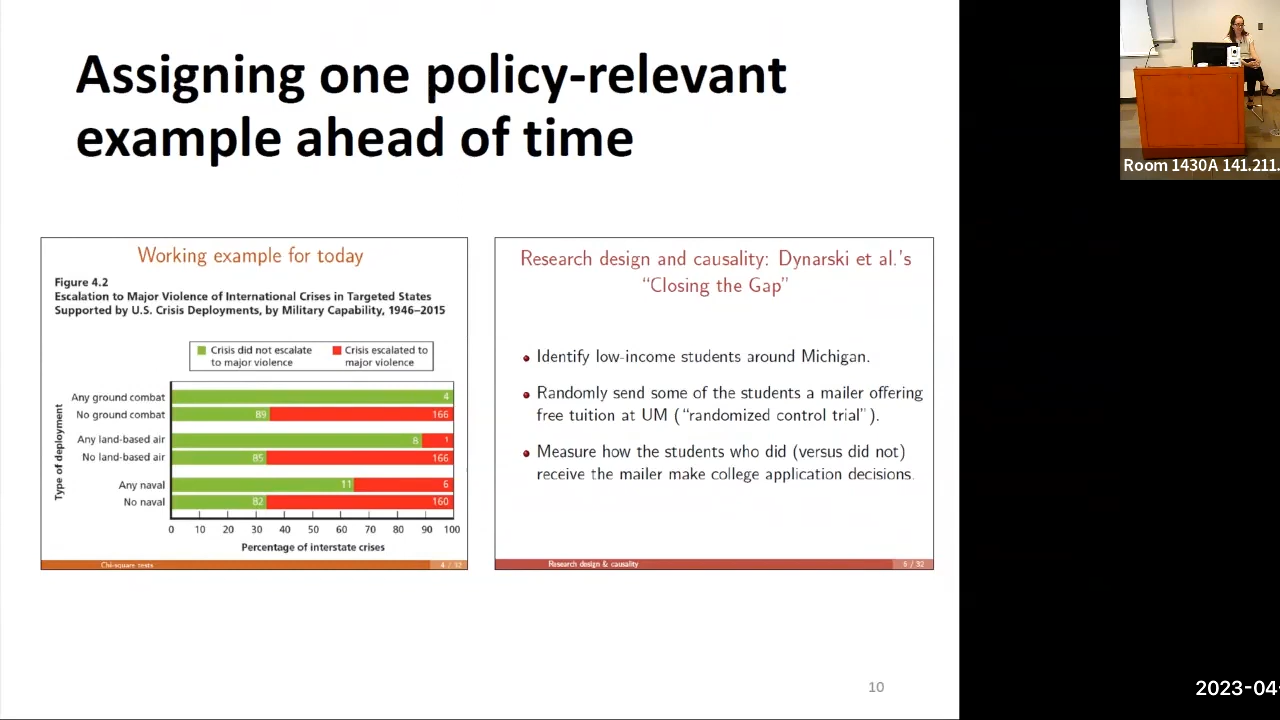 Assigning one policy-relevant
example ahead of time
Working example for today
Figure 4.2
Escalation to Major Violence of International Crises in Targeted States
Supported by U.S. Crisis Deployments, by Military Capability, 1946–2015
Crisis did not escalate
to major violence
Crisis escalated to
major violence
Type of deployment
Any ground combat 4
No ground combat 89 166
Any land-based air 8 1
No land-based air 85 166
Any naval 11 6
No naval 82 160
0 10 20 30 40 50 60 70 80 90 100
Percentage of interstate crises
Chi-square tests 4 / 32
Research design and causality: Dynarski et al.'s
“Closing the Gap”
Identify low-income students around Michigan.
Randomly send some of the students a mailer offering
free tuition at UM (“randomized control trial”).
Measure how the students who did (versus did not)
receive the mailer make college application decisions.
Research design & causality 6 / 32
10
Room 1430A 141.211.
2023-04-